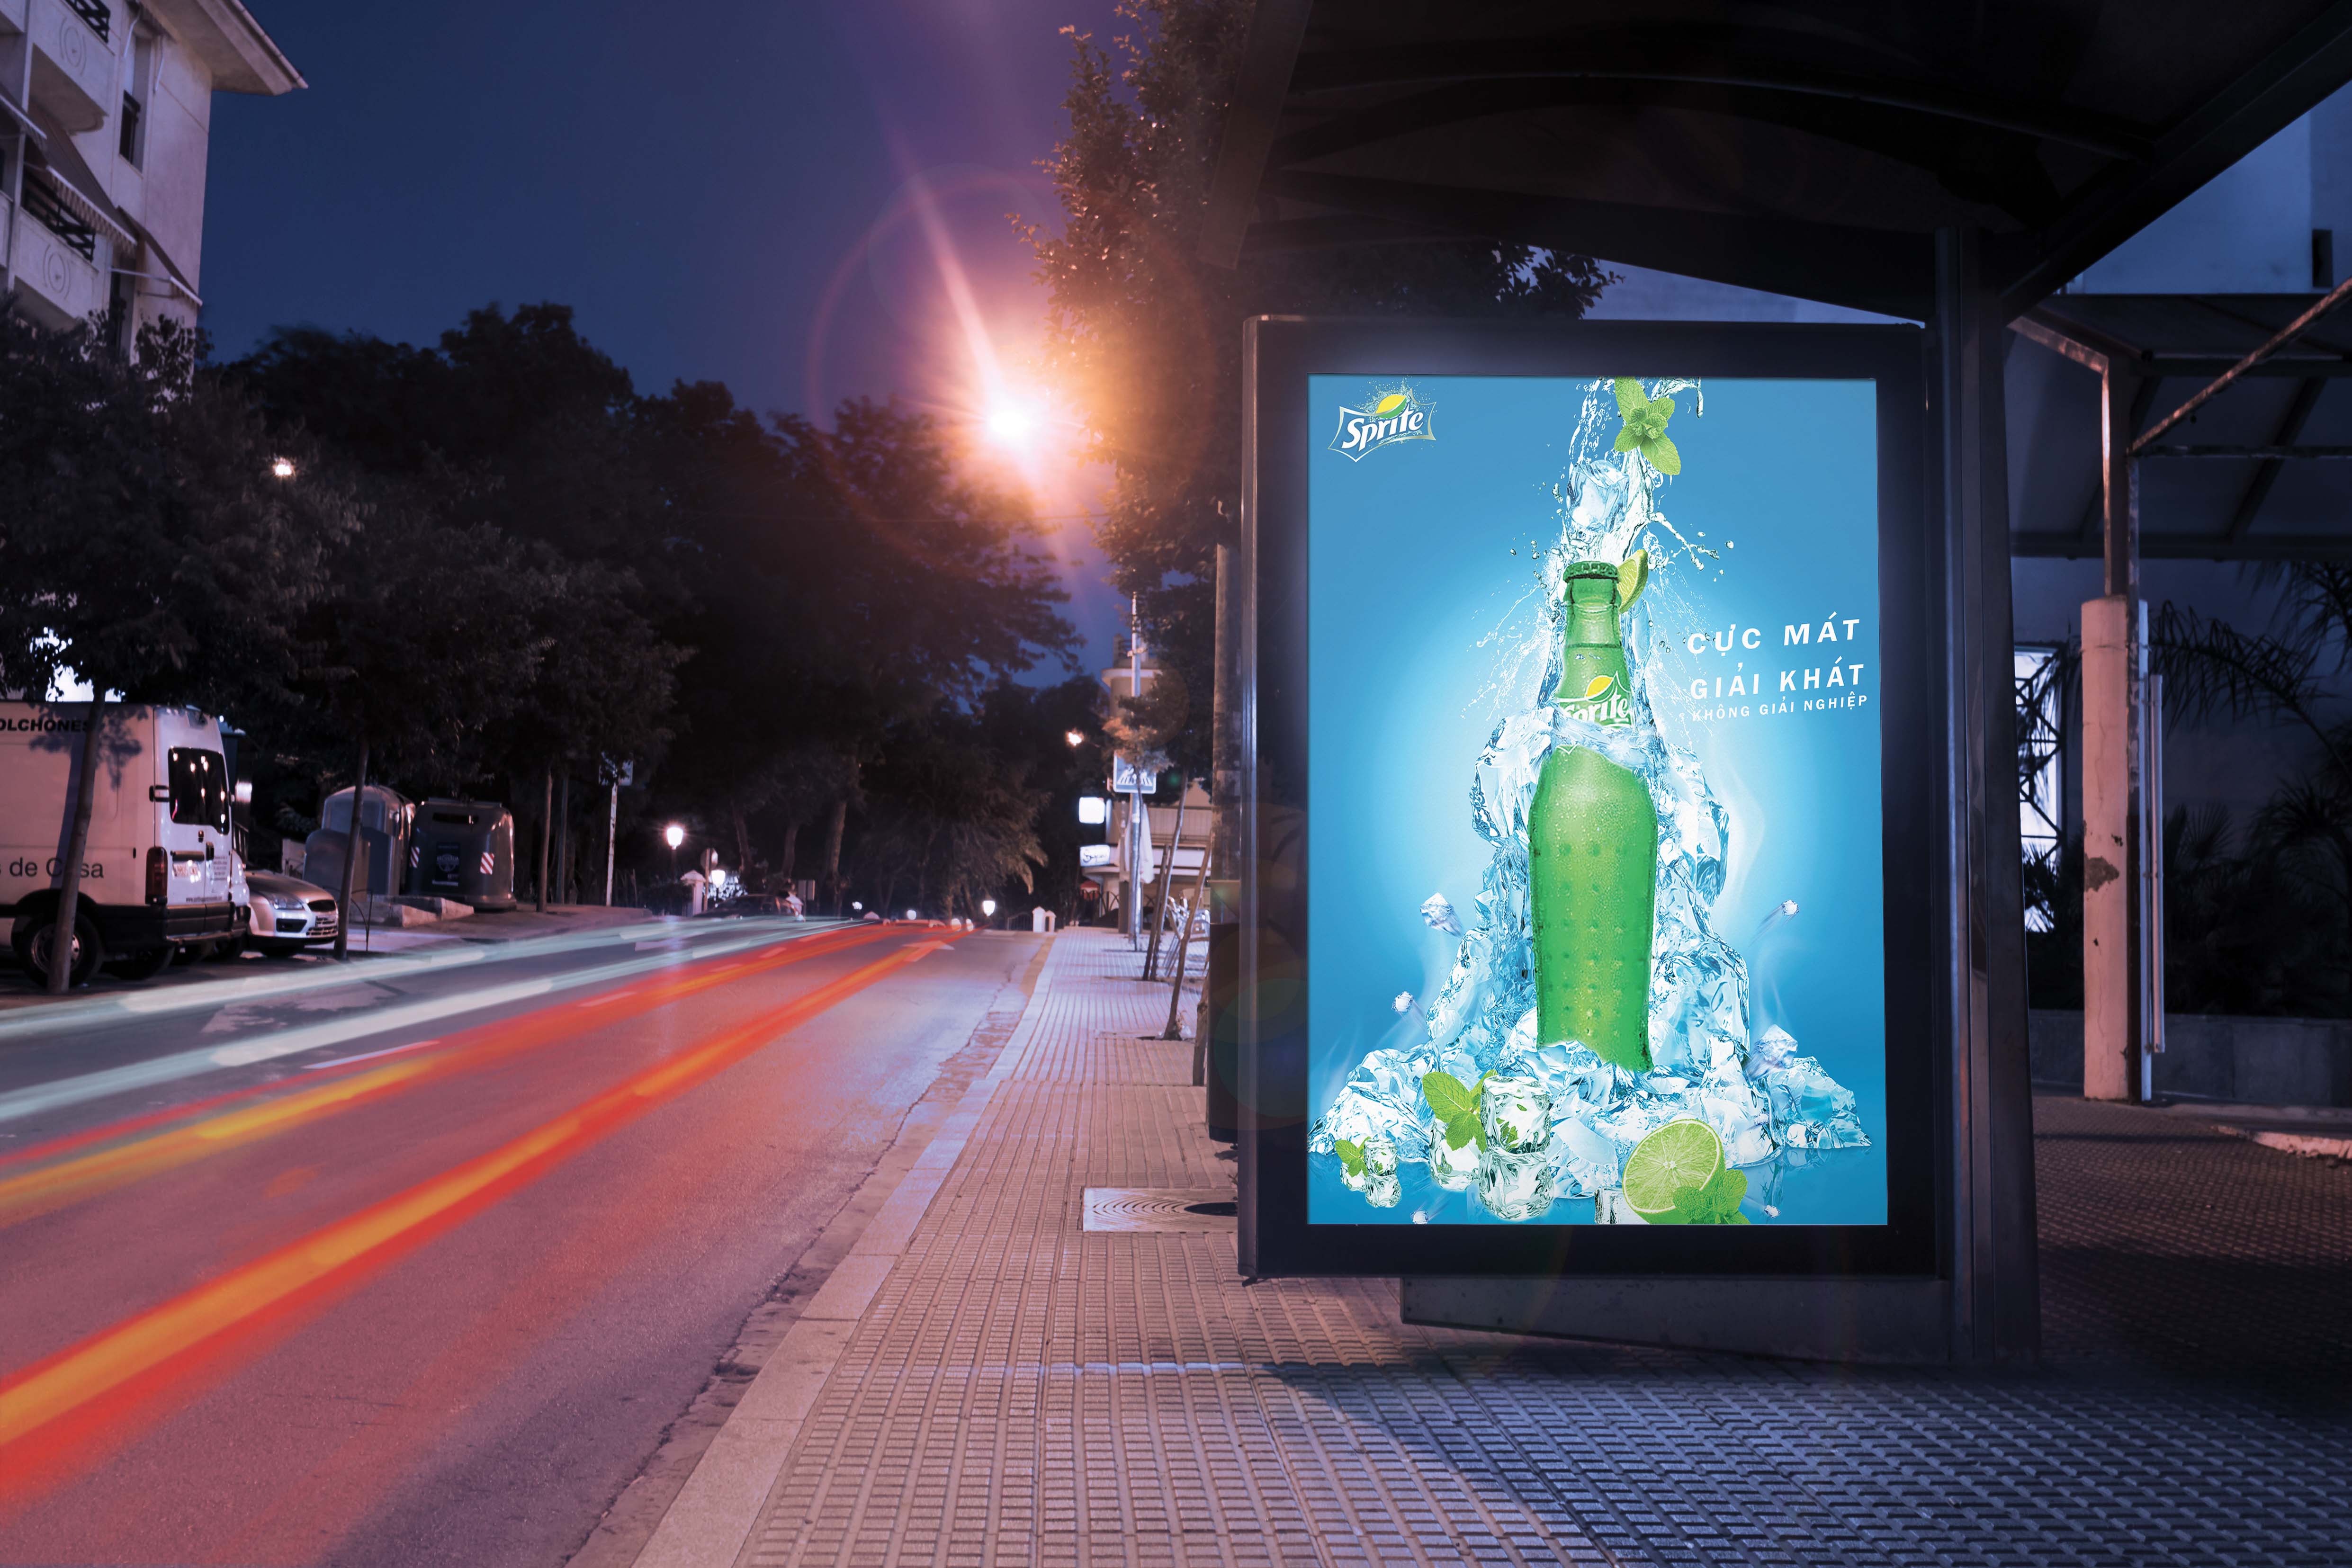 Sprite
CỰC MÁT
GIẢI KHÁT
KHÔNG GIẢI NGHIỆP
Sprite
OLCHONES
s de Casa